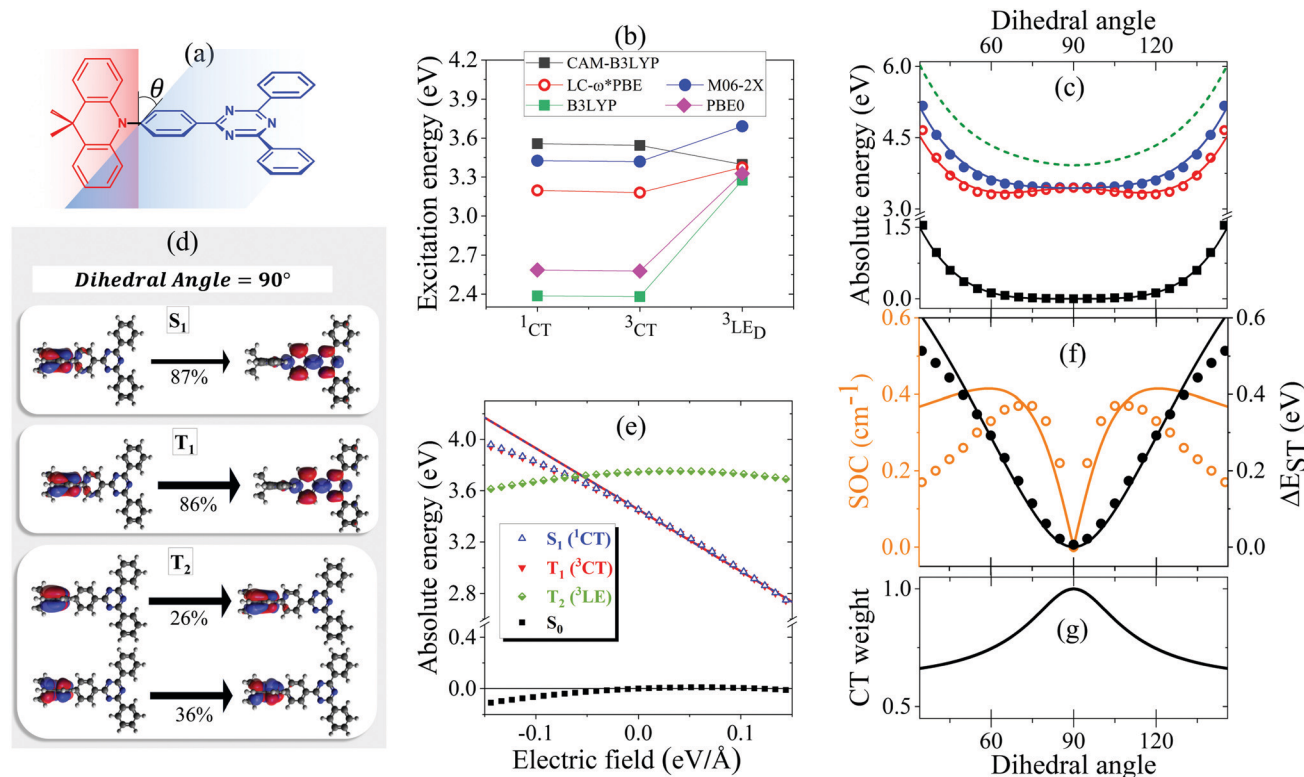 (a)
θ
N
N
N
N
(b)
Excitation energy (eV)
4.2
3.9
3.6
3.3
3.0
2.7
2.4
CAM-B3LYP
LC-ω*PBE
M06-2X
B3LYP
PBE0
¹CT
³CT
³LE_D
(c)
Dihedral angle
60
90
120
Absolute energy (eV)
6.0
4.5
3.0
1.5
0.0
(d)
Dihedral Angle = 90°
S₁
87%
T₁
86%
T₂
26%
36%
(e)
Absolute energy (eV)
4.0
3.6
3.2
2.8
0.4
0.0
S₁ (¹CT)
T₁ (³CT)
T₂ (³LE)
S₀
-0.1
0.0
0.1
Electric field (eV/Å)
(f)
SOC (cm⁻¹)
0.6
0.4
0.2
0.0
0.6
0.4
0.2
0.0
ΔE_ST (eV)
(g)
CT weight
1.0
0.5
60
90
120
Dihedral angle